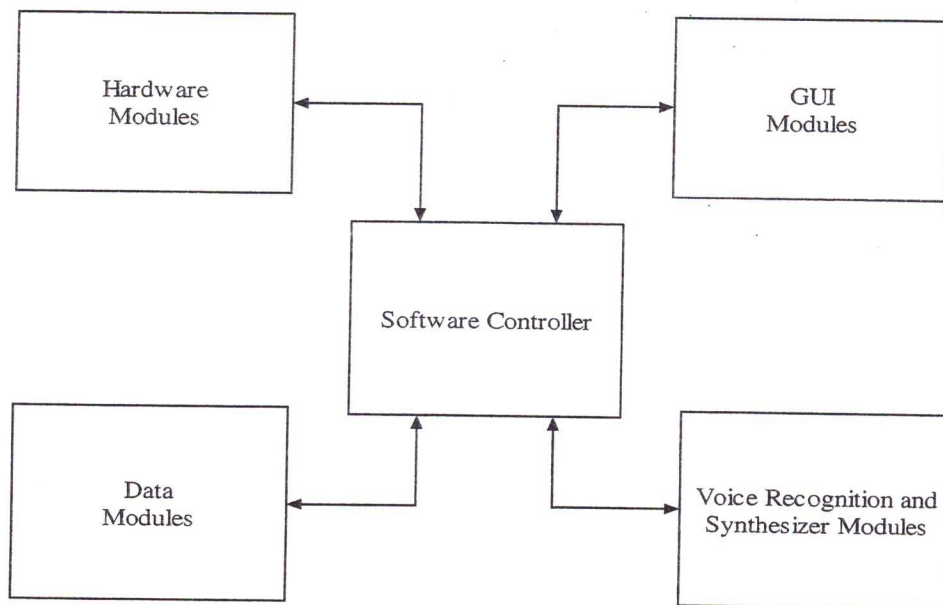 Hardware
Modules
GUI
Modules
Software Controller
Data
Modules
Voice Recognition and
Synthesizer Modules